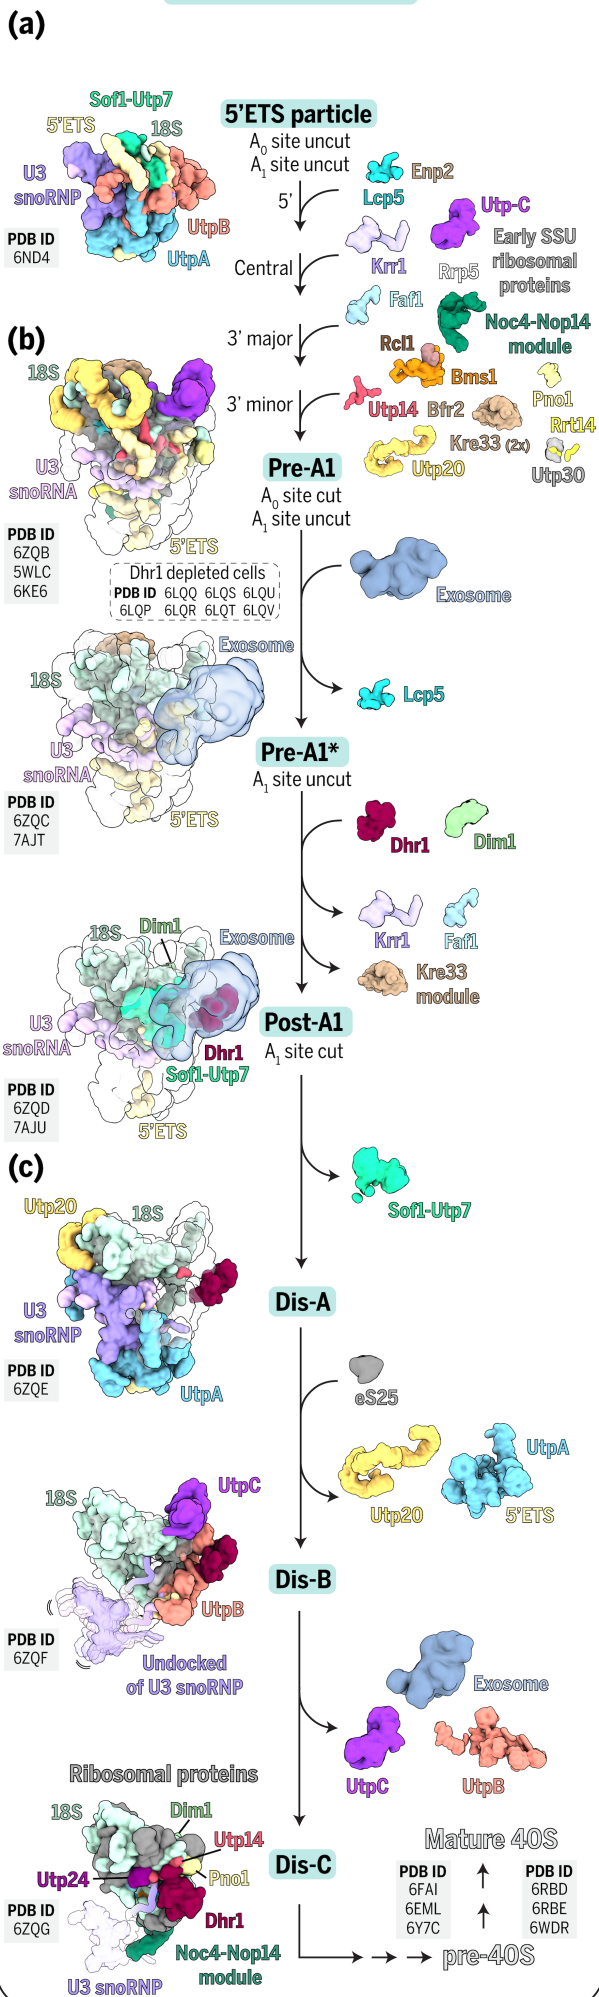 (a)
Sof1-Utp7
5'ETS
18S
U3
snoRNP
UtpB
UtpA
PDB ID
6ND4
5'ETS particle
A0 site uncut
A1 site uncut
5'
Enp2
Lcp5
Utp-C
Central
Krr1
Rrp5
Early SSU
ribosomal
proteins
Faf1
3' major
Noc4-Nop14
module
Rcl1
Bms1
3' minor
Utp14
Bfr2
Pno1
Rrt14
Kre33 (2x)
Utp20
Utp30
(b)
18S
U3
snoRNA
5'ETS
PDB ID
6ZQB
5WLC
6KE6
Pre-A1
A0 site cut
A1 site uncut
Dhr1 depleted cells
PDB ID 6LQQ 6LQS 6LQU
6LQP 6LQR 6LQT 6LQV
Exosome
Lcp5
Exosome
18S
U3
snoRNA
5'ETS
PDB ID
6ZQC
7AJT
Pre-A1*
A1 site uncut
Dhr1
Dim1
Krr1
Faf1
Kre33
module
Dim1
18S
Exosome
U3
snoRNA
Dhr1
Sof1-Utp7
5'ETS
PDB ID
6ZQD
7AJU
Post-A1
A1 site cut
Sof1-Utp7
(c)
Utp20
18S
U3
snoRNP
UtpA
PDB ID
6ZQE
Dis-A
eS25
Utp20
UtpA
5'ETS
UtpC
18S
UtpB
PDB ID
6ZQF
Undocked
of U3 snoRNP
Dis-B
Exosome
UtpC
UtpB
Ribosomal proteins
18S
Dim1
Utp14
Utp24
Pno1
Dhr1
PDB ID
6ZQG
Noc4-Nop14
module
U3 snoRNP
Dis-C
Mature 40S
PDB ID
6FAI
6EML
6Y7C
PDB ID
6RBD
6RBE
6WDR
pre-40S